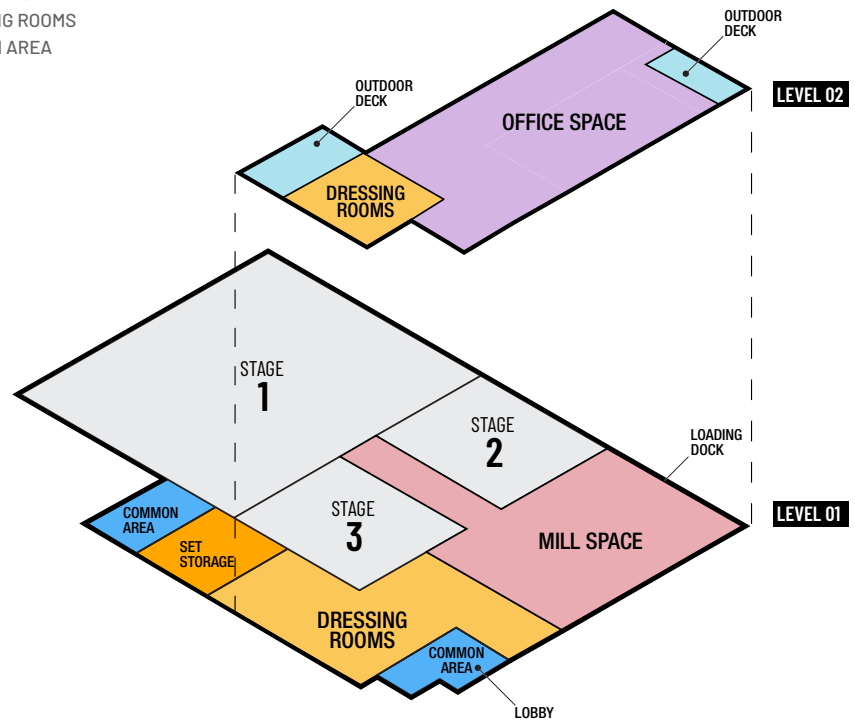 ROOMS
AREA
OUTDOOR
DECK
OUTDOOR
DECK
LEVEL 02
OFFICE SPACE
DRESSING
ROOMS
STAGE
1
STAGE
2
LOADING
DOCK
STAGE
3
COMMON
AREA
LEVEL 01
MILL SPACE
SET
STORAGE
DRESSING
ROOMS
COMMON
AREA
LOBBY